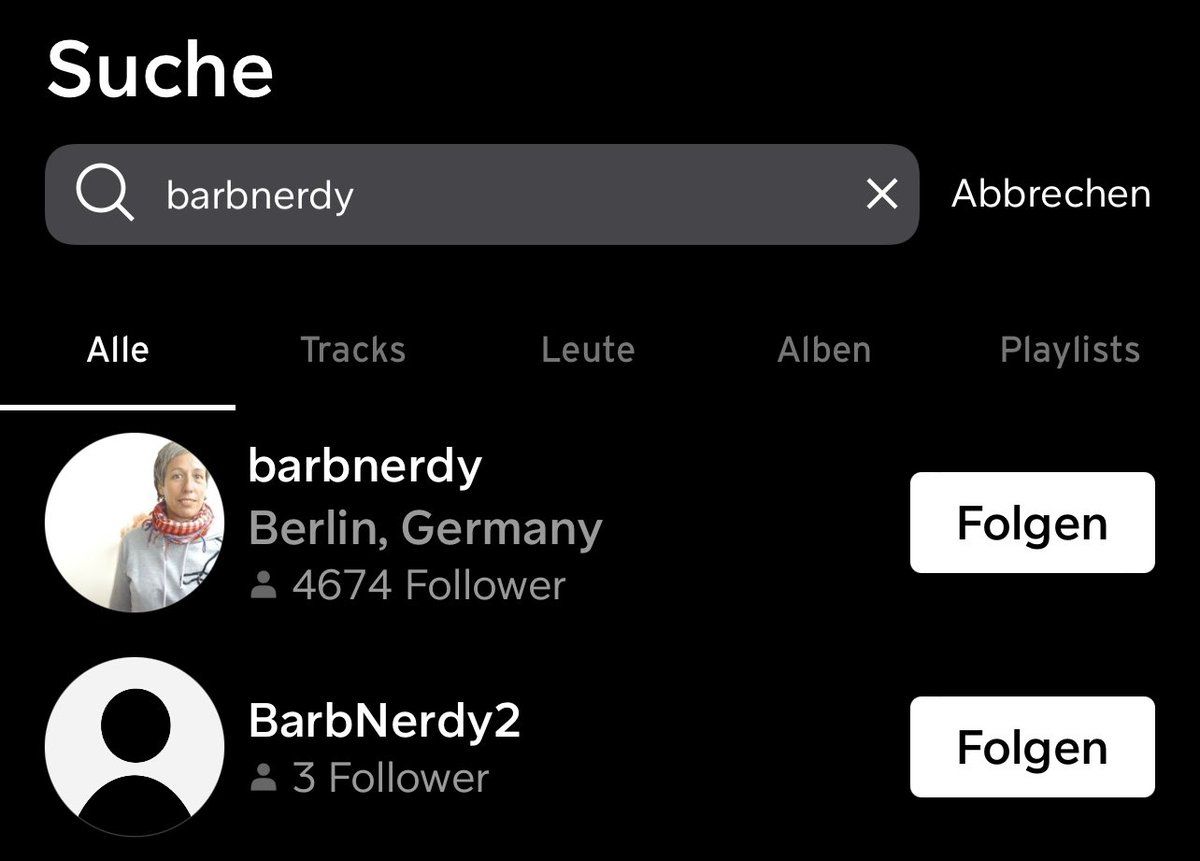 Suche
barbnerdy
Abbrechen
Alle
Tracks
Leute
Alben
Playlists
barbnerdy
Berlin, Germany
4674 Follower
Folgen
BarbNerdy2
3 Follower
Folgen